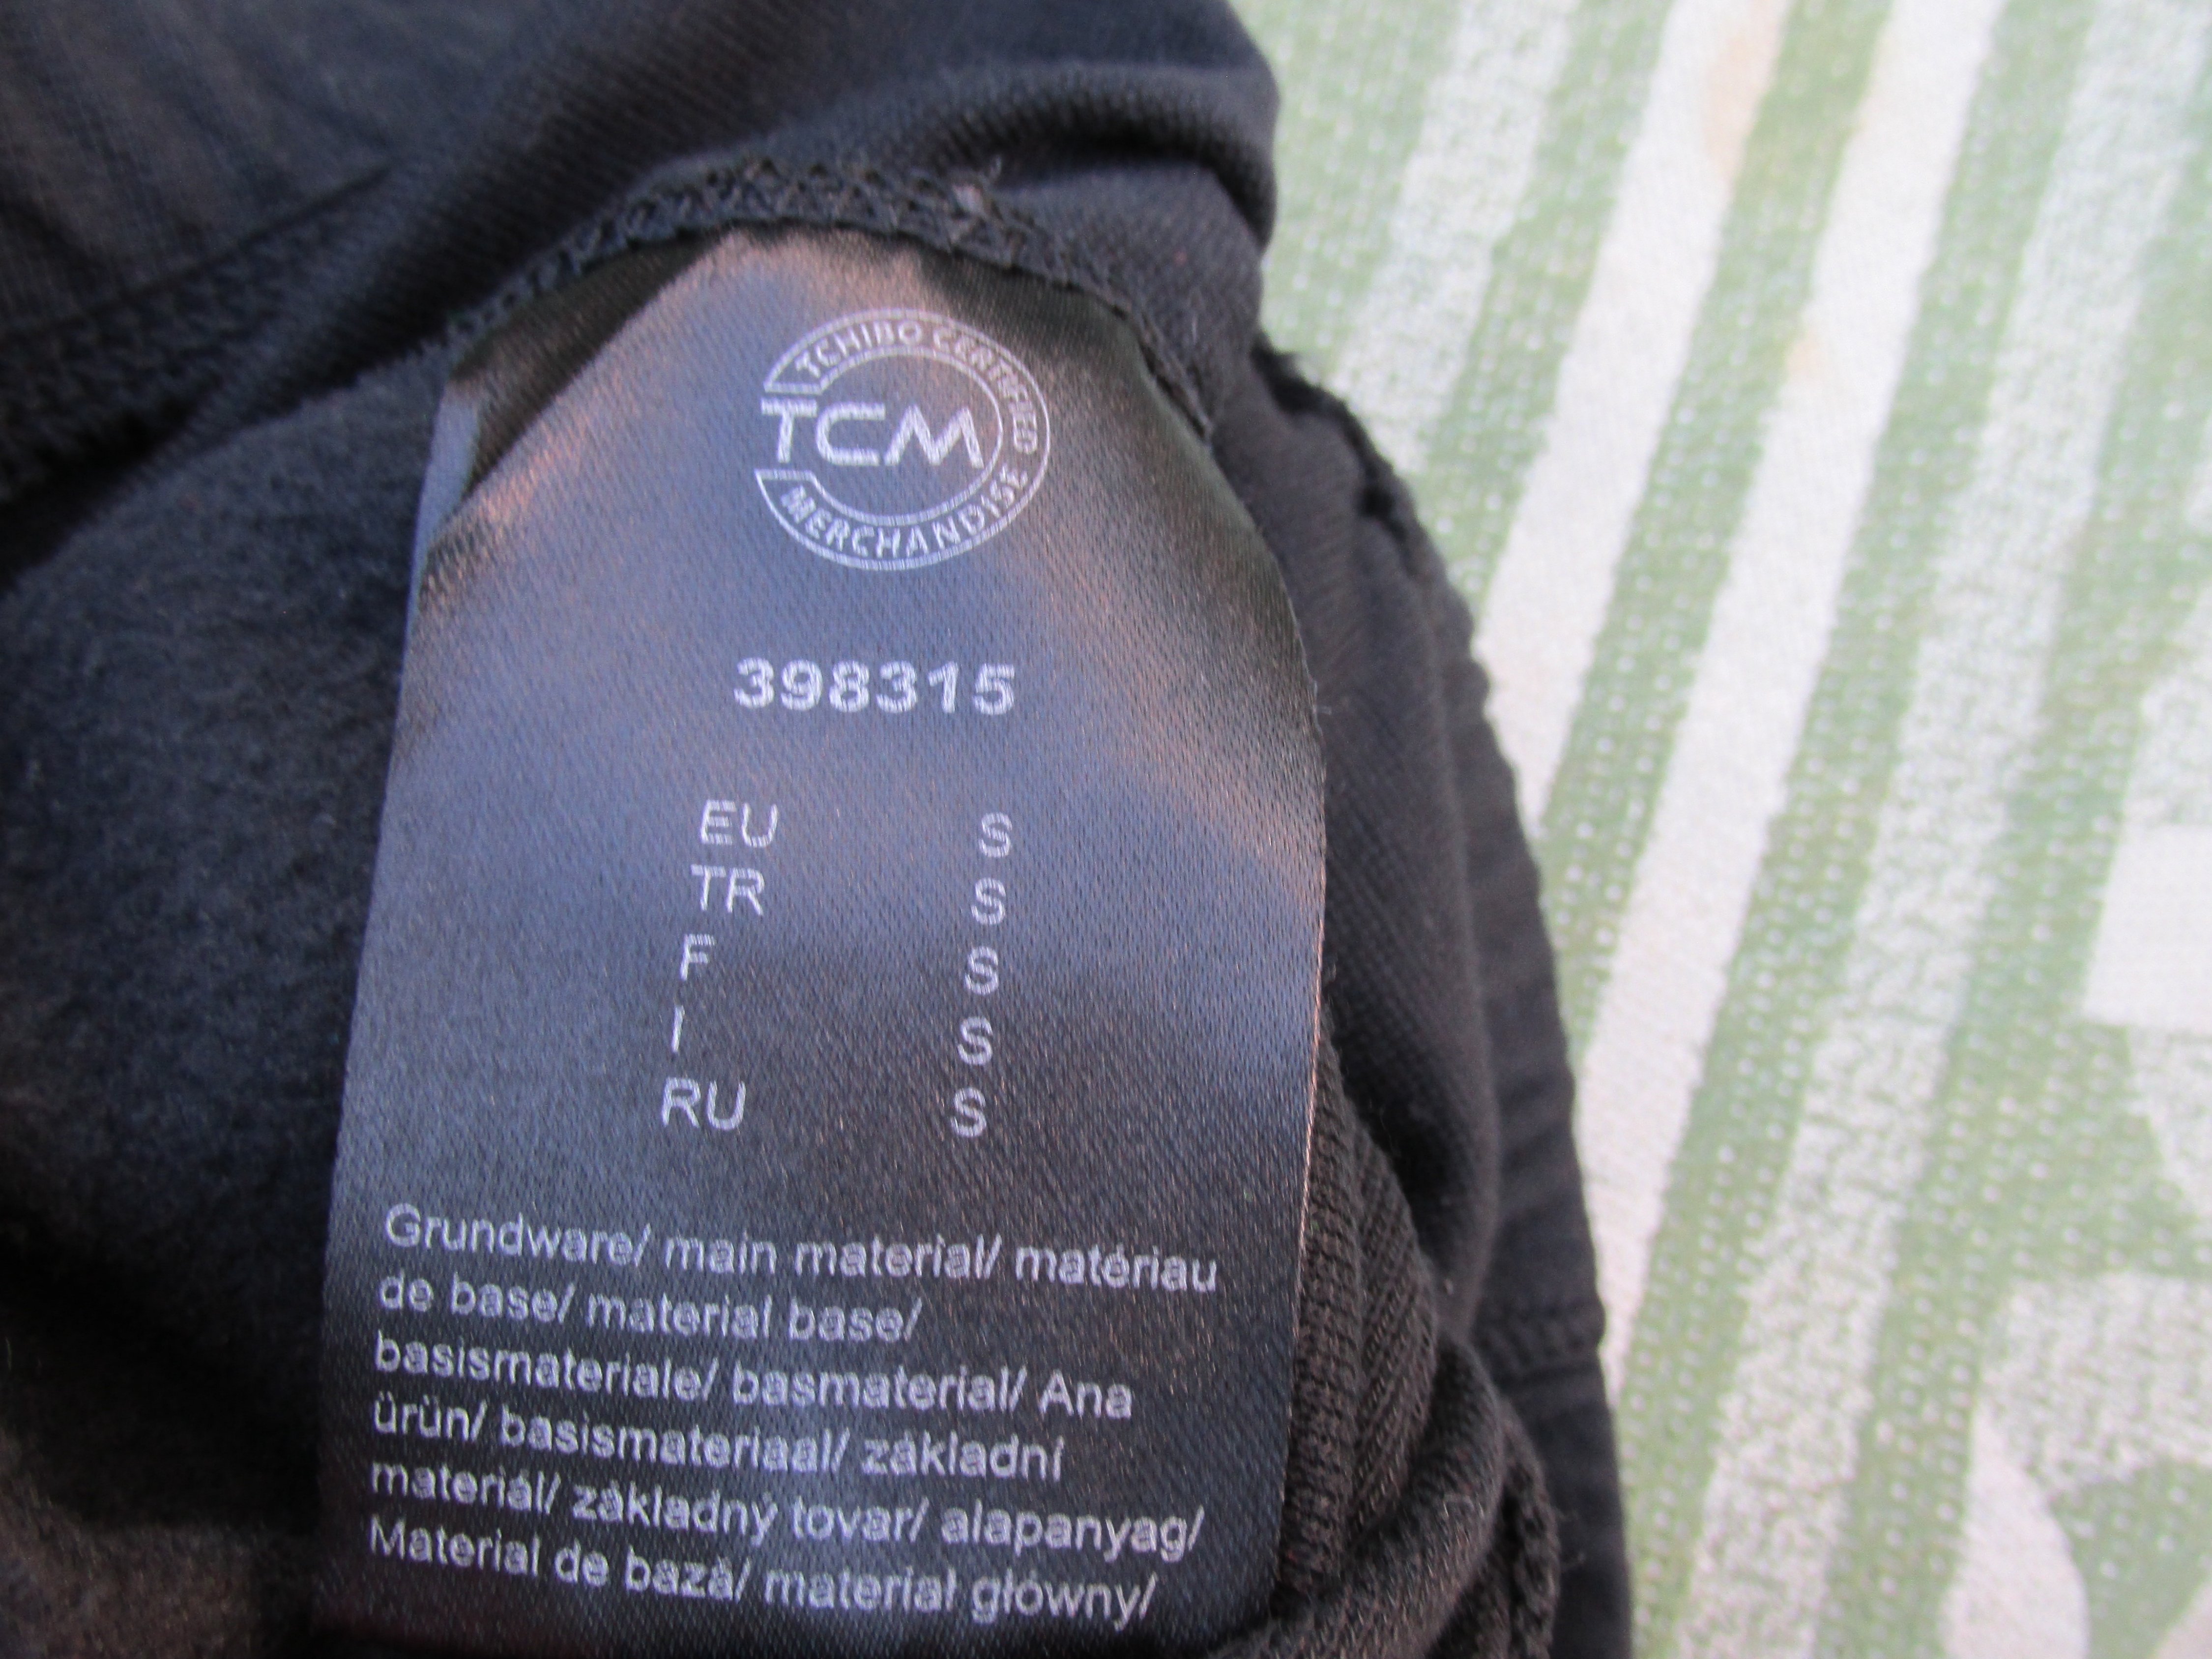 TCHIBO CERTIFIED
TCM
MERCHANDISE
398315
EU S
TR S
F S
I S
RU S
Grundware/ main material/ matériau
de base/ material base/
basismateriale/ basmaterial/ Ana
ürün/ basismateriaal/ základní
materiál/ základný tovar/ alapanyag/
Material de bază/ materiał główny/